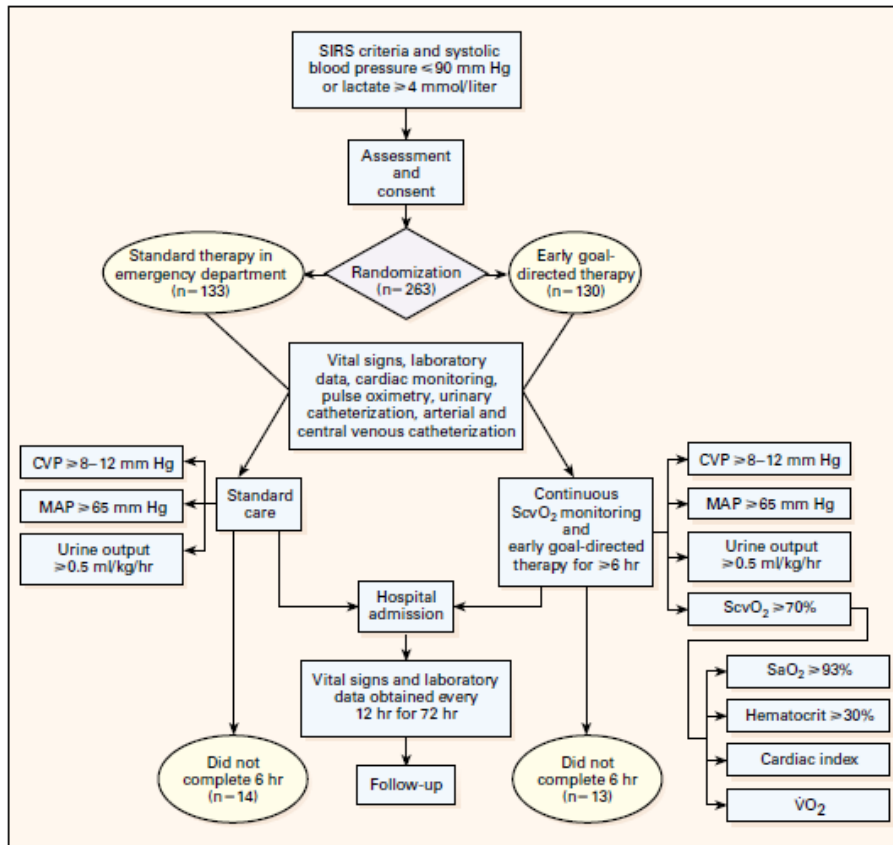 SIRS criteria and systolic
blood pressure ≤90 mm Hg
or lactate ≥4 mmol/liter
Assessment
and
consent
Standard therapy in
emergency department
(n−133)
Randomization
(n−263)
Early goal-
directed therapy
(n−130)
Vital signs, laboratory
data, cardiac monitoring,
pulse oximetry, urinary
catheterization, arterial and
central venous catheterization
CVP ≥8–12 mm Hg
MAP ≥65 mm Hg
Urine output
≥0.5 ml/kg/hr
Standard
care
Continuous
ScvO₂ monitoring
and
early goal-directed
therapy for ≥6 hr
CVP ≥8–12 mm Hg
MAP ≥65 mm Hg
Urine output
≥0.5 ml/kg/hr
ScvO₂ ≥70%
SaO₂ ≥93%
Hematocrit ≥30%
Cardiac index
V̇O₂
Hospital
admission
Vital signs and laboratory
data obtained every
12 hr for 72 hr
Did not
complete 6 hr
(n−14)
Follow-up
Did not
complete 6 hr
(n−13)